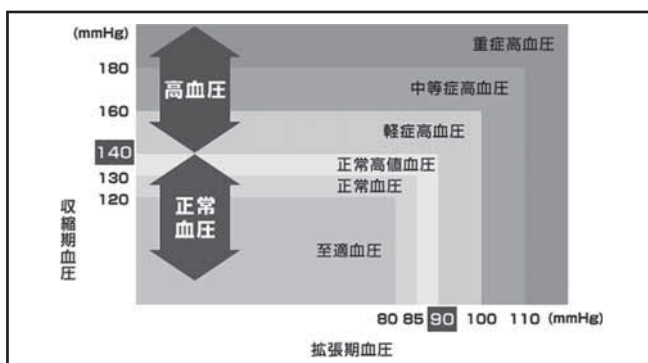 (mmHg)
重症高血圧
180
中等症高血圧
高血圧
160
軽症高血圧
140
正常高値血圧
130
正常血圧
120
正常
血圧
収縮期血圧
至適血圧
80 85 90 100 110 (mmHg)
拡張期血圧